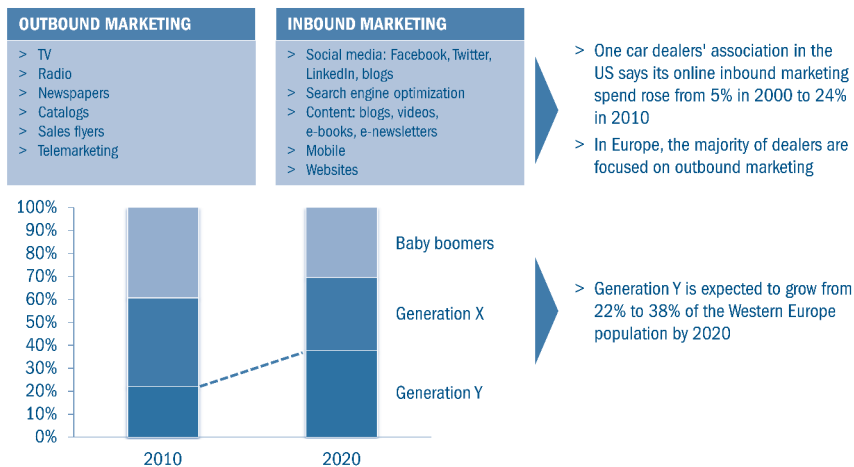 OUTBOUND MARKETING
> TV
> Radio
> Newspapers
> Catalogs
> Sales flyers
> Telemarketing
INBOUND MARKETING
> Social media: Facebook, Twitter,
LinkedIn, blogs
> Search engine optimization
> Content: blogs, videos,
e-books, e-newsletters
> Mobile
> Websites
> One car dealers' association in the
US says its online inbound marketing
spend rose from 5% in 2000 to 24%
in 2010
> In Europe, the majority of dealers are
focused on outbound marketing
100%
90%
80%
70%
60%
50%
40%
30%
20%
10%
0%
2010
2020
Baby boomers
Generation X
Generation Y
> Generation Y is expected to grow from
22% to 38% of the Western Europe
population by 2020